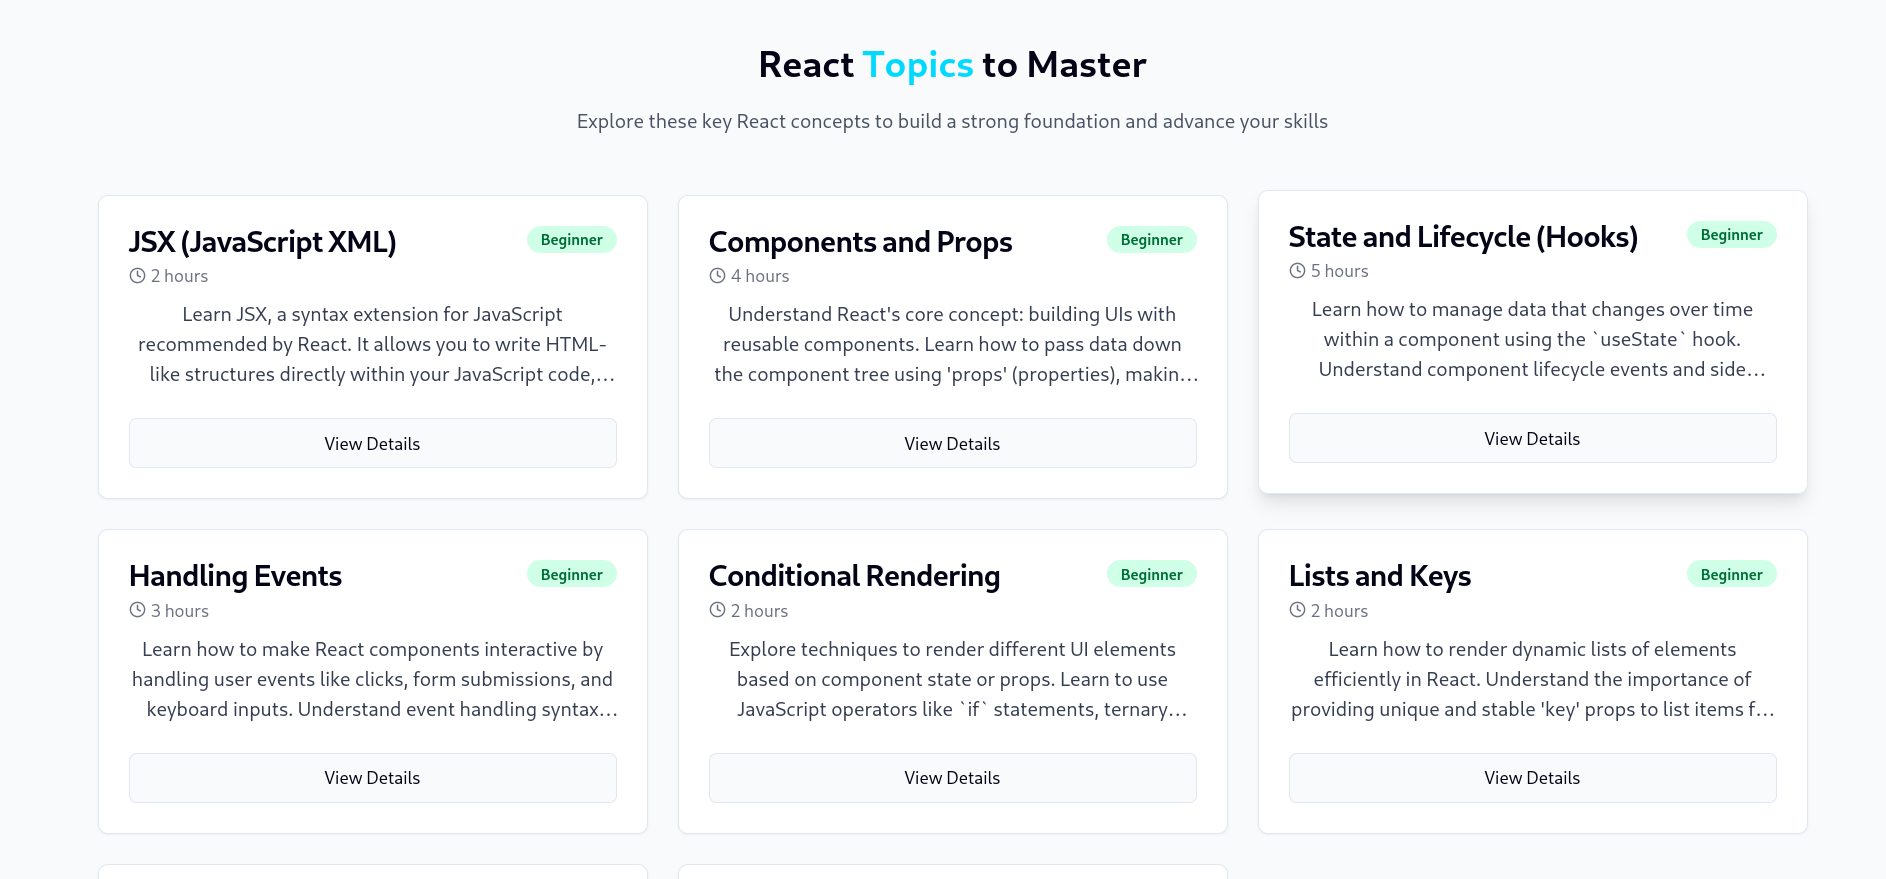 React Topics to Master
Explore these key React concepts to build a strong foundation and advance your skills
JSX (JavaScript XML)
Beginner
2 hours
Learn JSX, a syntax extension for JavaScript
recommended by React. It allows you to write HTML-
like structures directly within your JavaScript code,…
View Details
Components and Props
Beginner
4 hours
Understand React's core concept: building UIs with
reusable components. Learn how to pass data down
the component tree using 'props' (properties), makin…
View Details
State and Lifecycle (Hooks)
Beginner
5 hours
Learn how to manage data that changes over time
within a component using the `useState` hook.
Understand component lifecycle events and side…
View Details
Handling Events
Beginner
3 hours
Learn how to make React components interactive by
handling user events like clicks, form submissions, and
keyboard inputs. Understand event handling syntax…
View Details
Conditional Rendering
Beginner
2 hours
Explore techniques to render different UI elements
based on component state or props. Learn to use
JavaScript operators like `if` statements, ternary…
View Details
Lists and Keys
Beginner
2 hours
Learn how to render dynamic lists of elements
efficiently in React. Understand the importance of
providing unique and stable 'key' props to list items f…
View Details